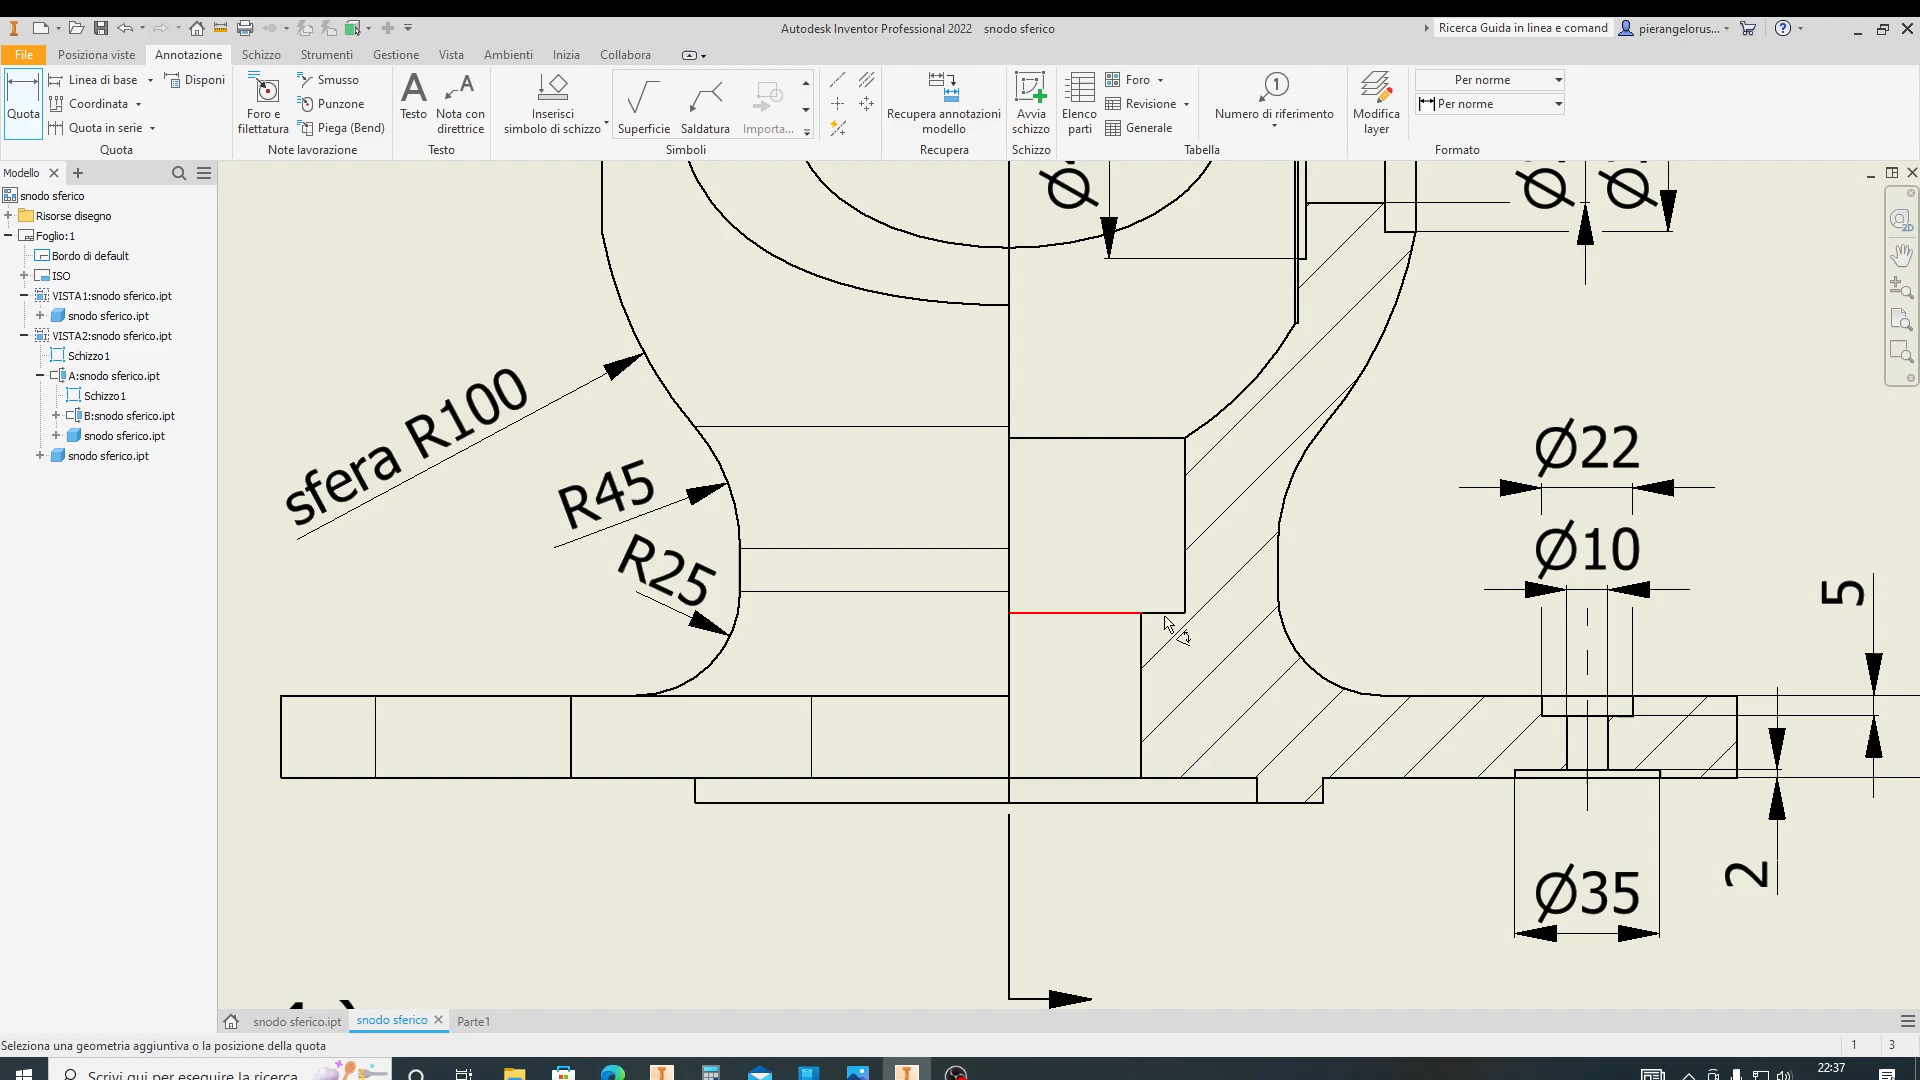 Autodesk Inventor Professional 2022 snodo sferico
Ricerca Guida in linea e comand
pierangelorus...
File
Posiziona viste
Annotazione
Schizzo
Strumenti
Gestione
Vista
Ambienti
Inizia
Collabora
Quota
Linea di base
Disponi
Coordinata
Quota in serie
Quota
Foro e
filettatura
Smusso
Punzone
Piega (Bend)
Note lavorazione
Testo
Nota con
direttrice
Testo
Inserisci
simbolo di schizzo
Superficie
Saldatura
Importa...
Simboli
Recupera annotazioni
modello
Recupera
Avvia
schizzo
Schizzo
Elenco
parti
Foro
Revisione
Generale
Numero di riferimento
Tabella
Modifica
layer
Per norme
Per norme
Formato
Modello
snodo sferico
Risorse disegno
Foglio:1
Bordo di default
ISO
VISTA1:snodo sferico.ipt
snodo sferico.ipt
VISTA2:snodo sferico.ipt
Schizzo1
A:snodo sferico.ipt
Schizzo1
B:snodo sferico.ipt
snodo sferico.ipt
snodo sferico.ipt
Ø
Ø
Ø
sfera R100
R45
R25
Ø22
Ø10
5
2
Ø35
snodo sferico.ipt
snodo sferico
Parte1
Seleziona una geometria aggiuntiva o la posizione della quota
1
3
Scrivi qui per eseguire la ricerca
22:37